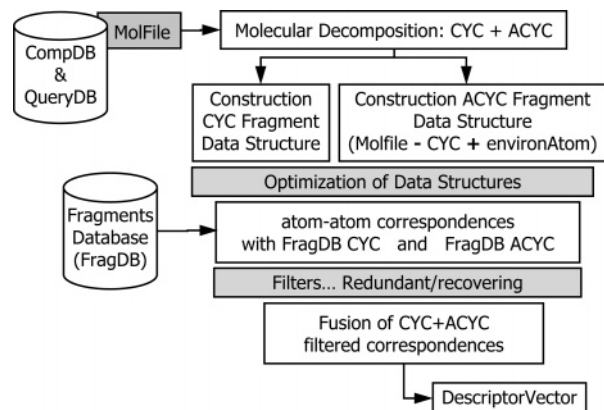 MolFile
CompDB
&
QueryDB
Molecular Decomposition: CYC + ACYC
Construction
CYC Fragment
Data Structure
Construction ACYC Fragment
Data Structure
(Molfile - CYC + environAtom)
Optimization of Data Structures
Fragments
Database
(FragDB)
atom-atom correspondences
with FragDB CYC and FragDB ACYC
Filters... Redundant/recovering
Fusion of CYC+ACYC
filtered correspondences
DescriptorVector